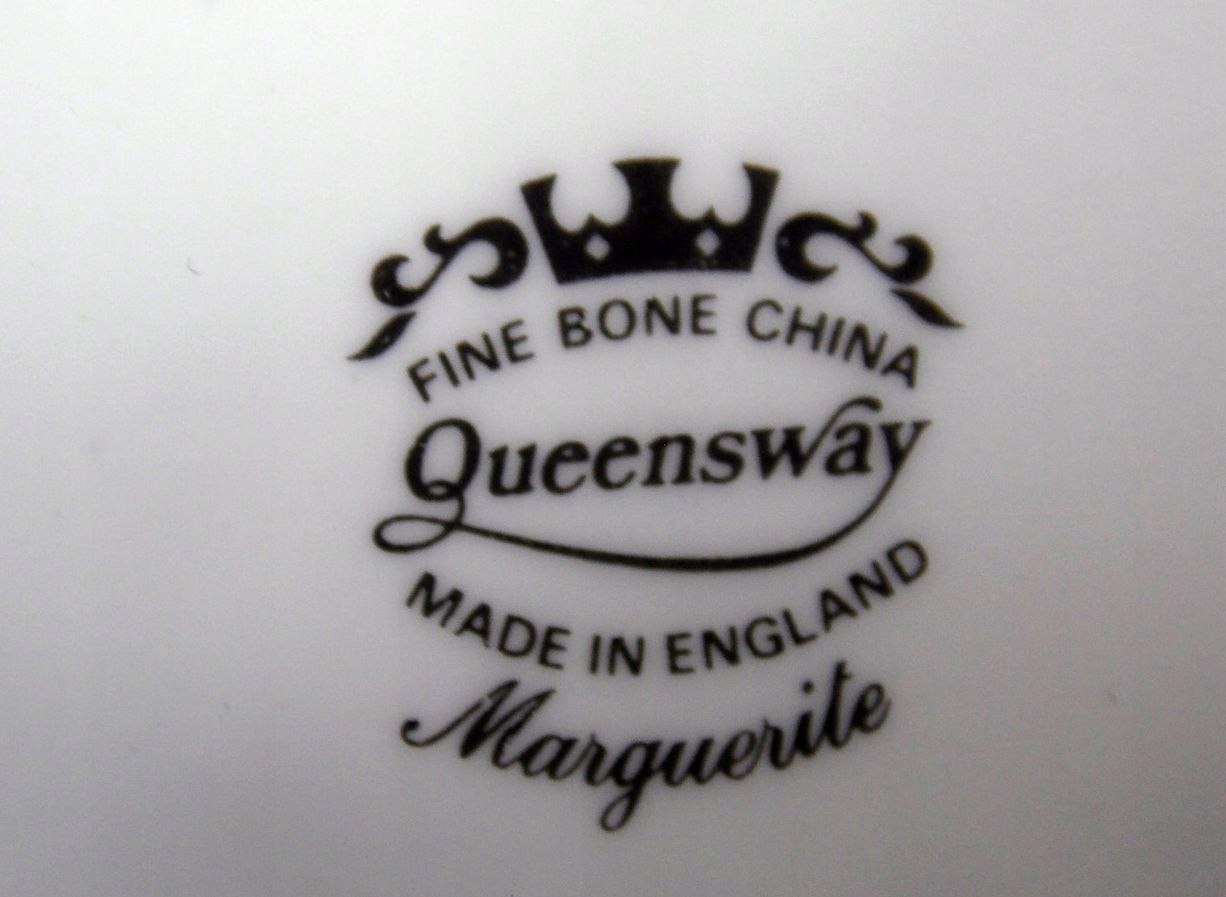 FINE BONE CHINA
Queensway
MADE IN ENGLAND
Marguerite